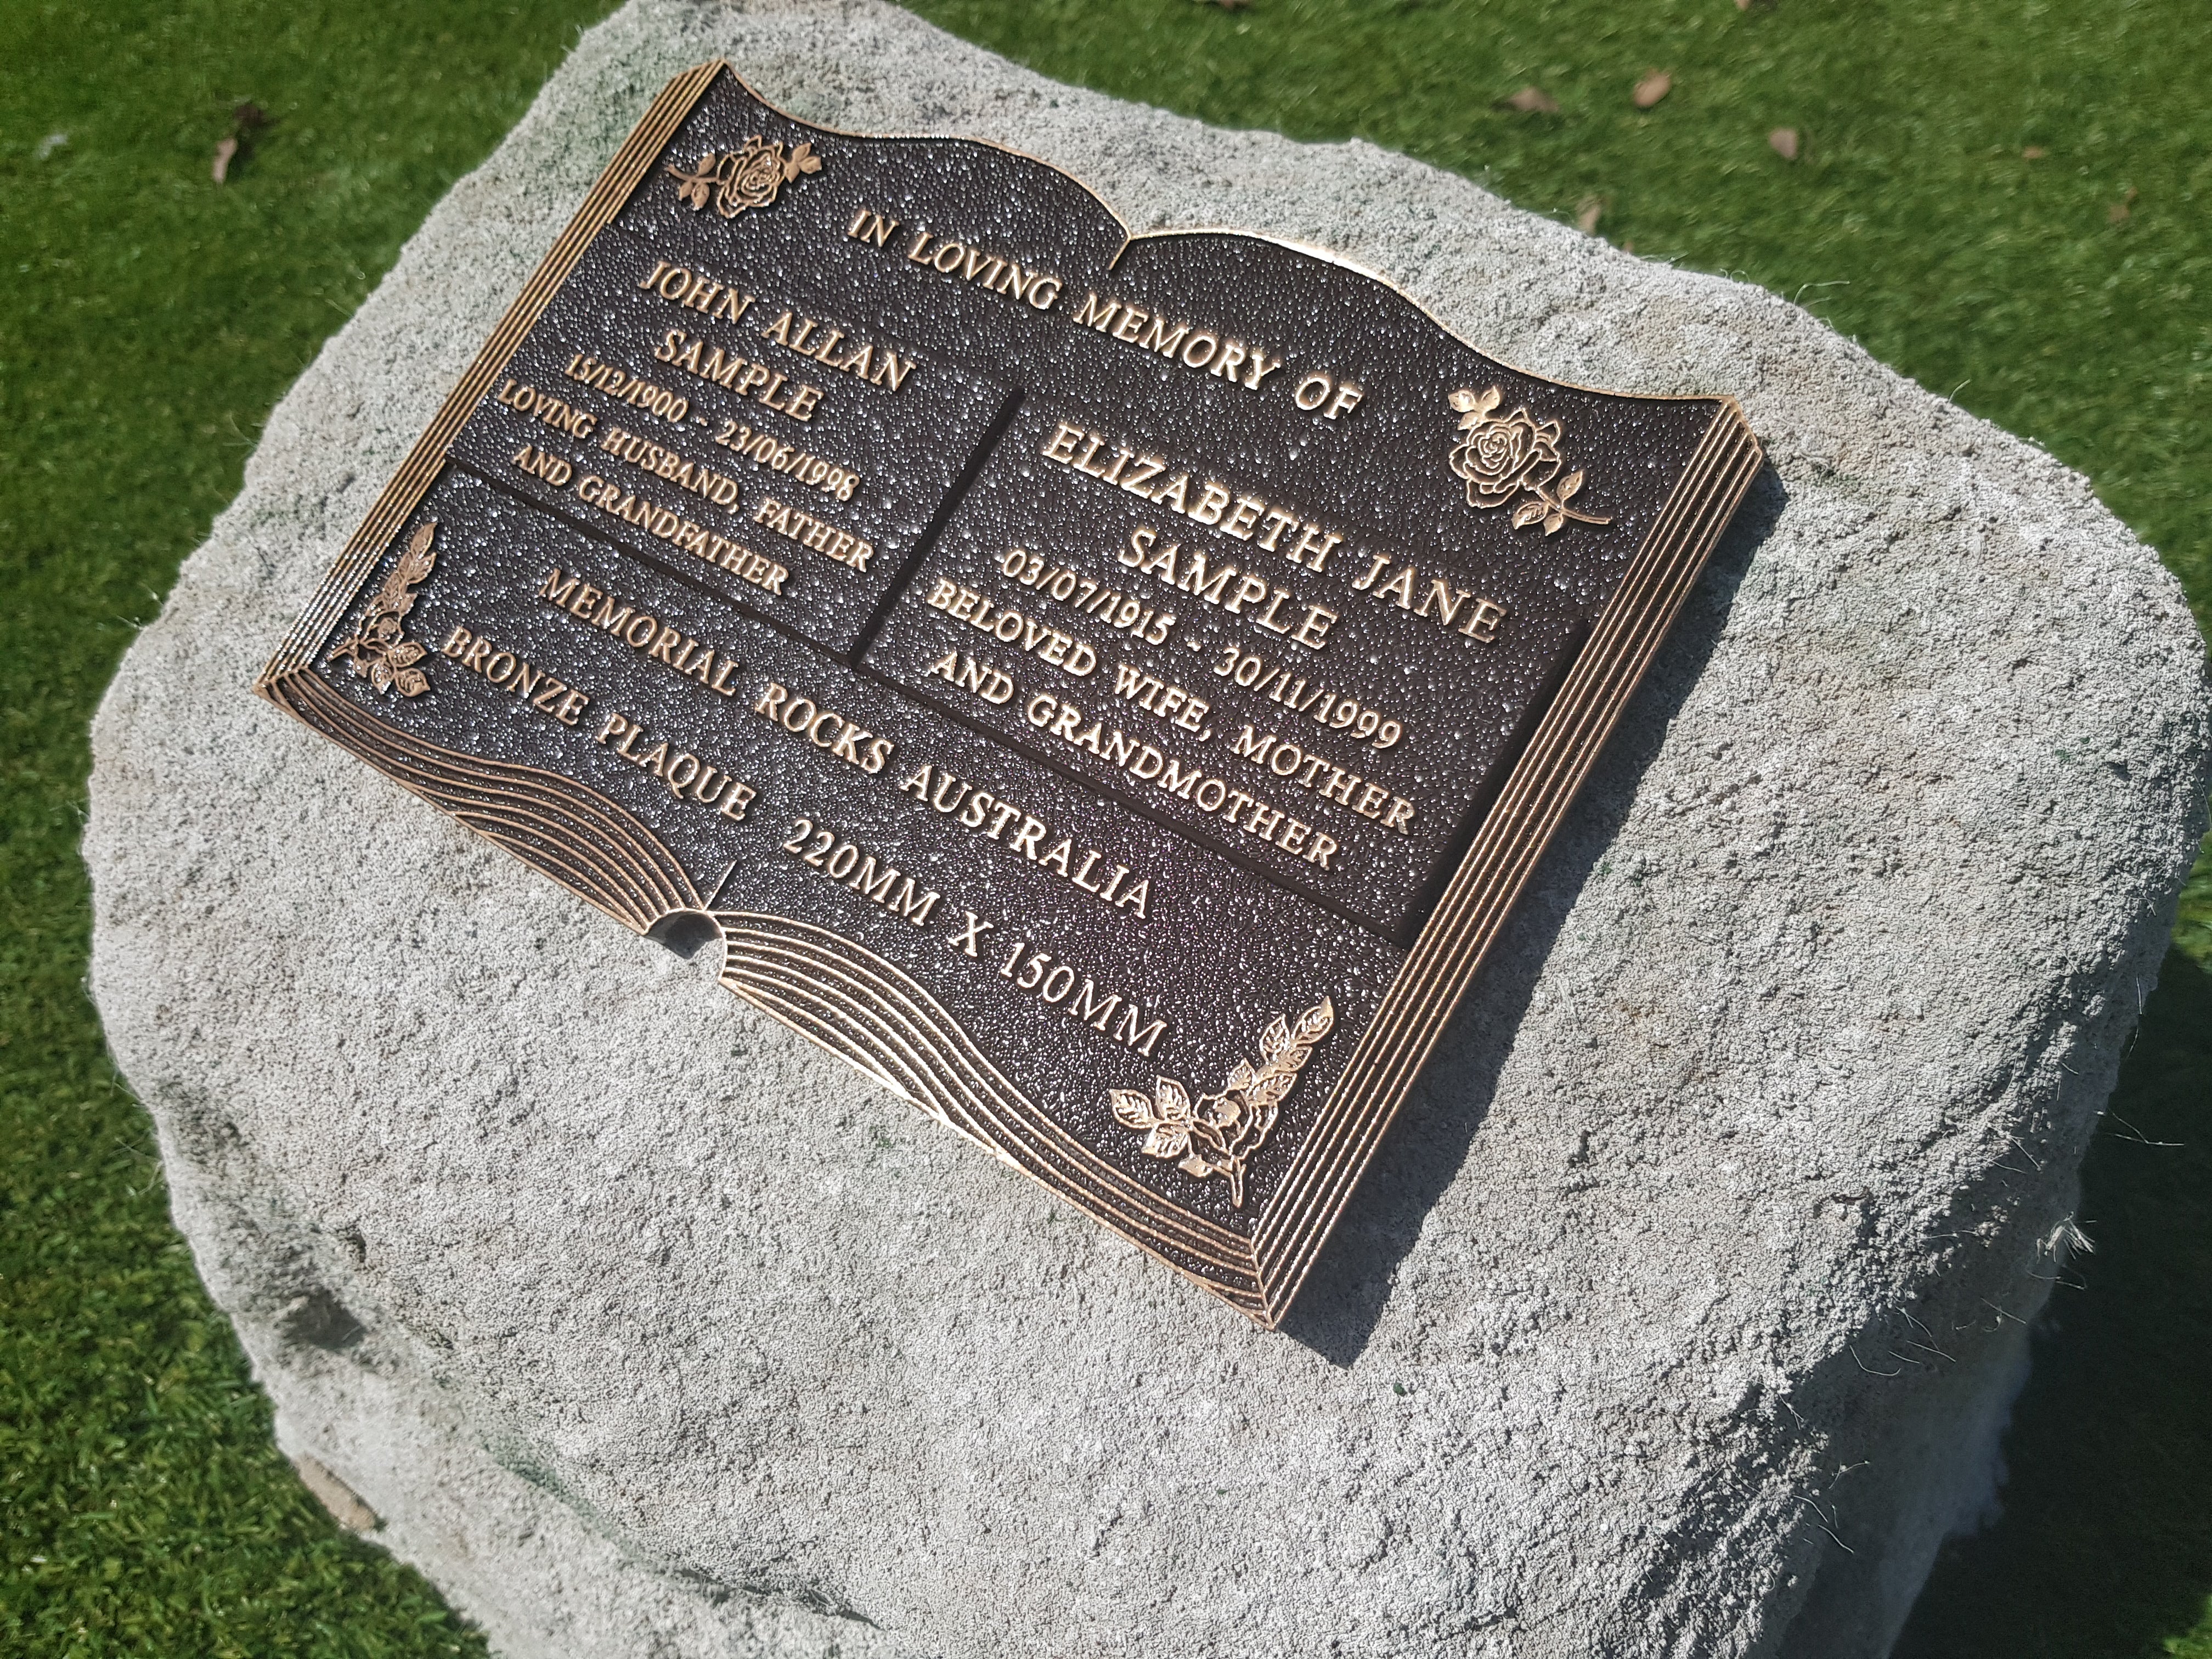 IN LOVING MEMORY OF
JOHN ALLAN
SAMPLE
15/12/1900 - 23/06/1998
LOVING HUSBAND, FATHER
AND GRANDFATHER
ELIZABETH JANE
SAMPLE
03/07/1915 - 30/11/1999
BELOVED WIFE, MOTHER
AND GRANDMOTHER
MEMORIAL ROCKS AUSTRALIA
BRONZE PLAQUE 220MM X 150MM